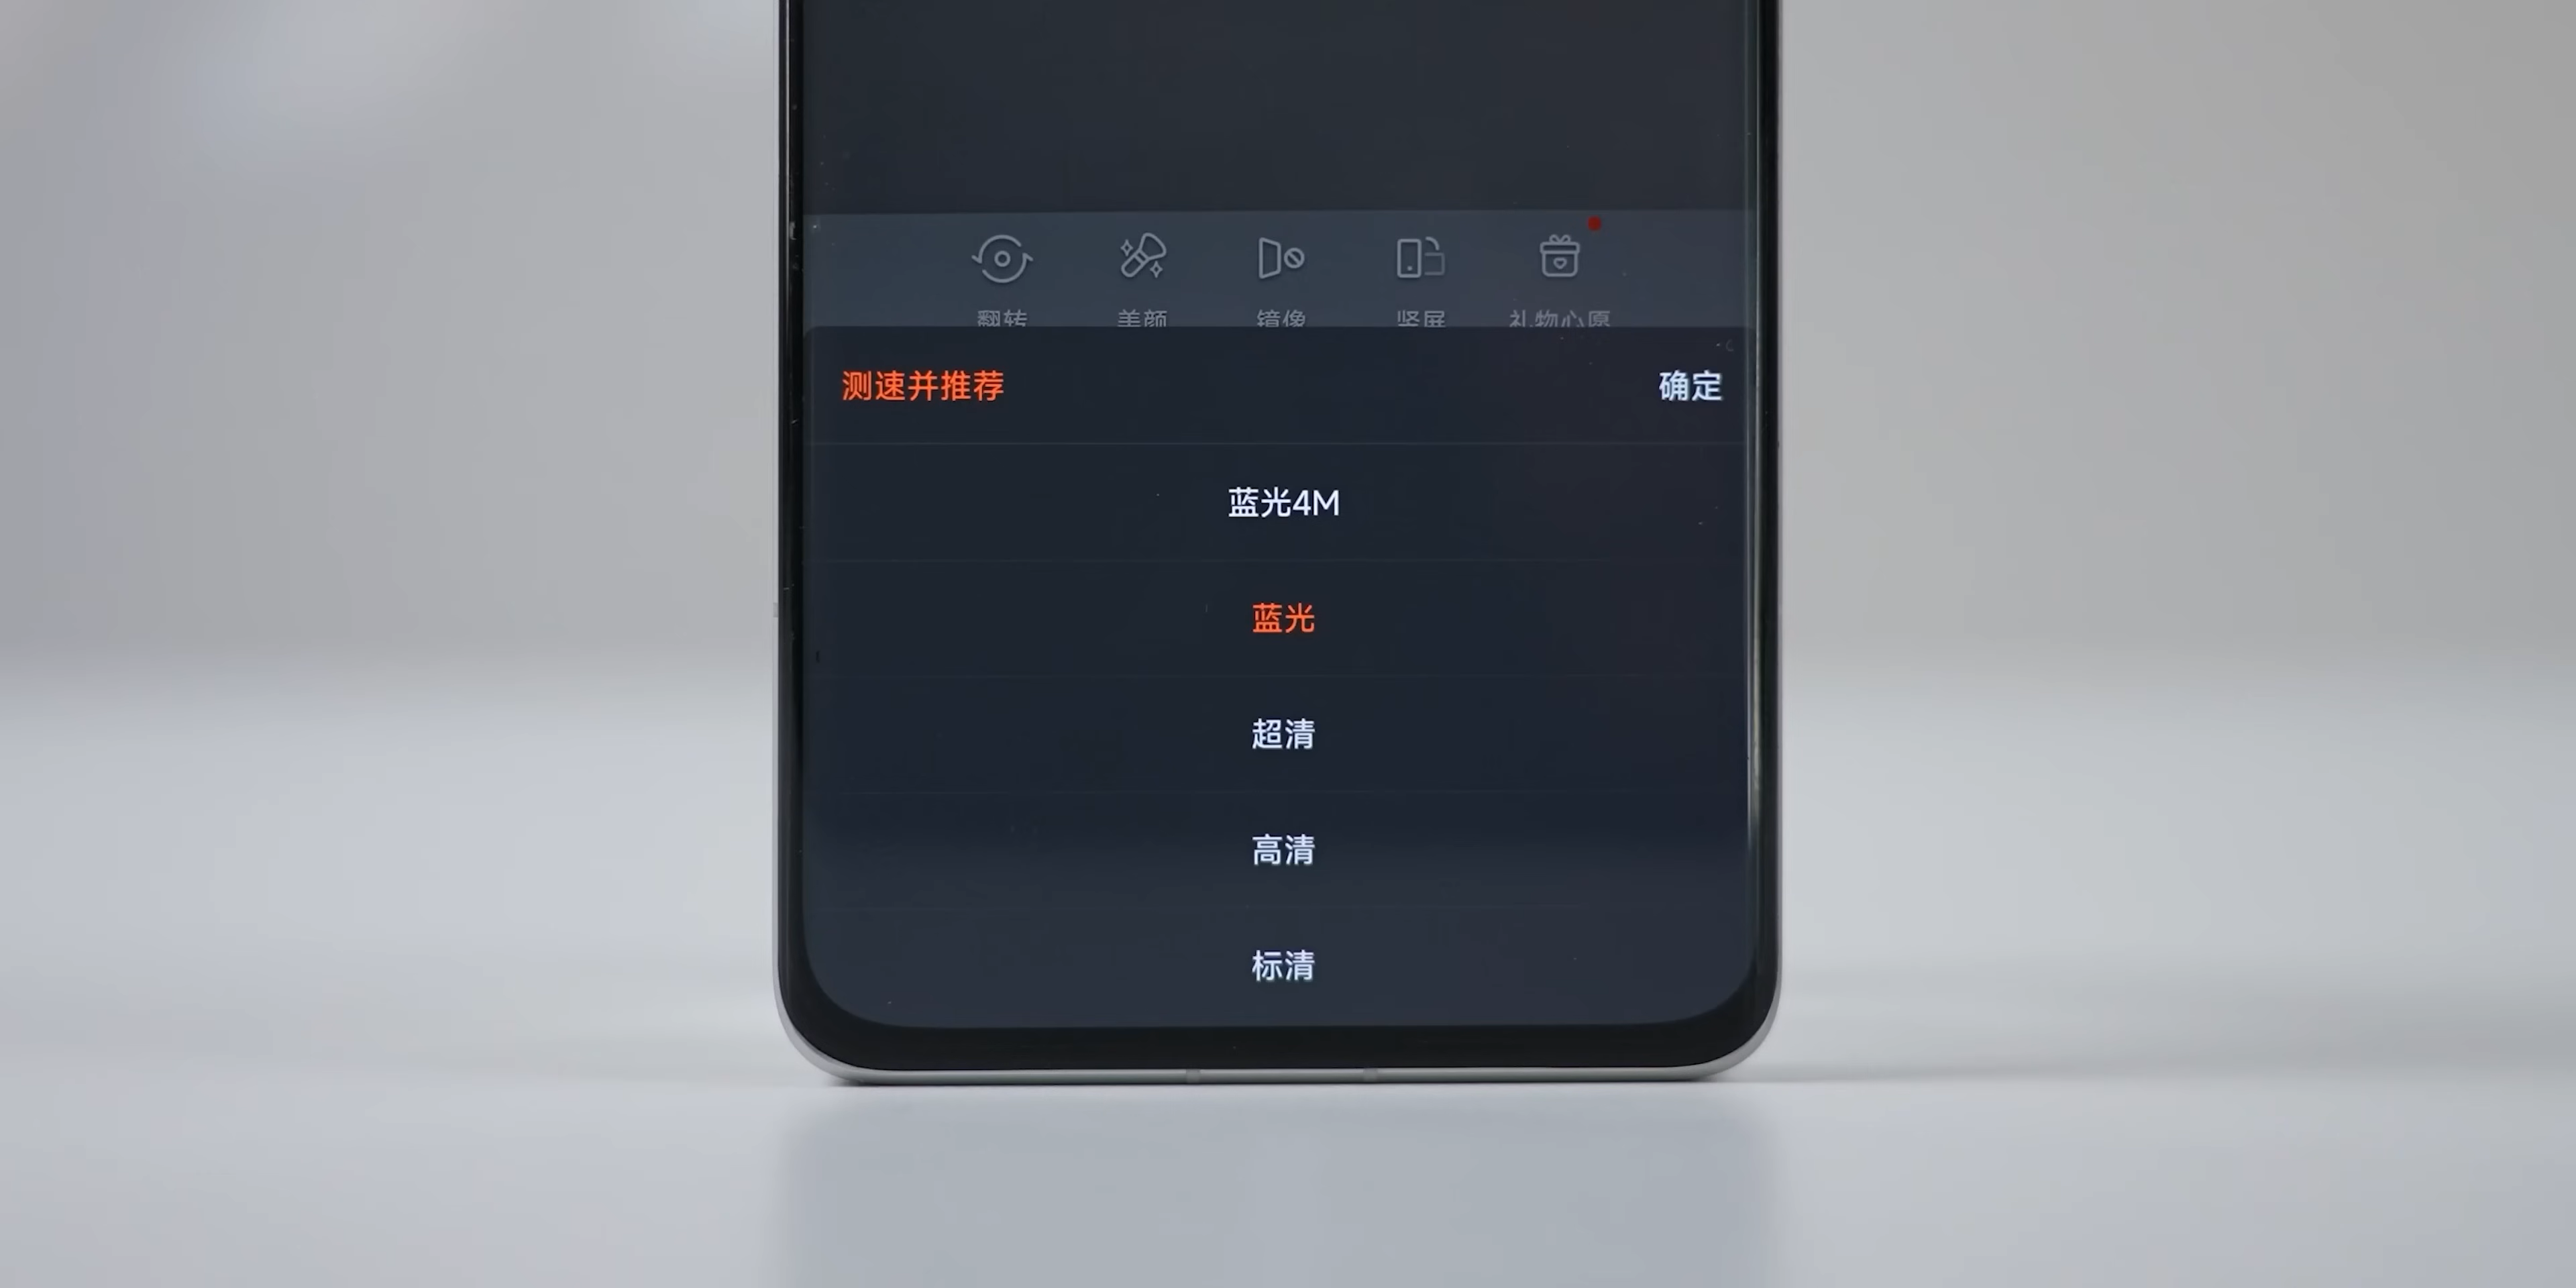 翻转 美颜 镜像 竖屏 礼物心愿
测速并推荐 确定
蓝光4M
蓝光
超清
高清
标清